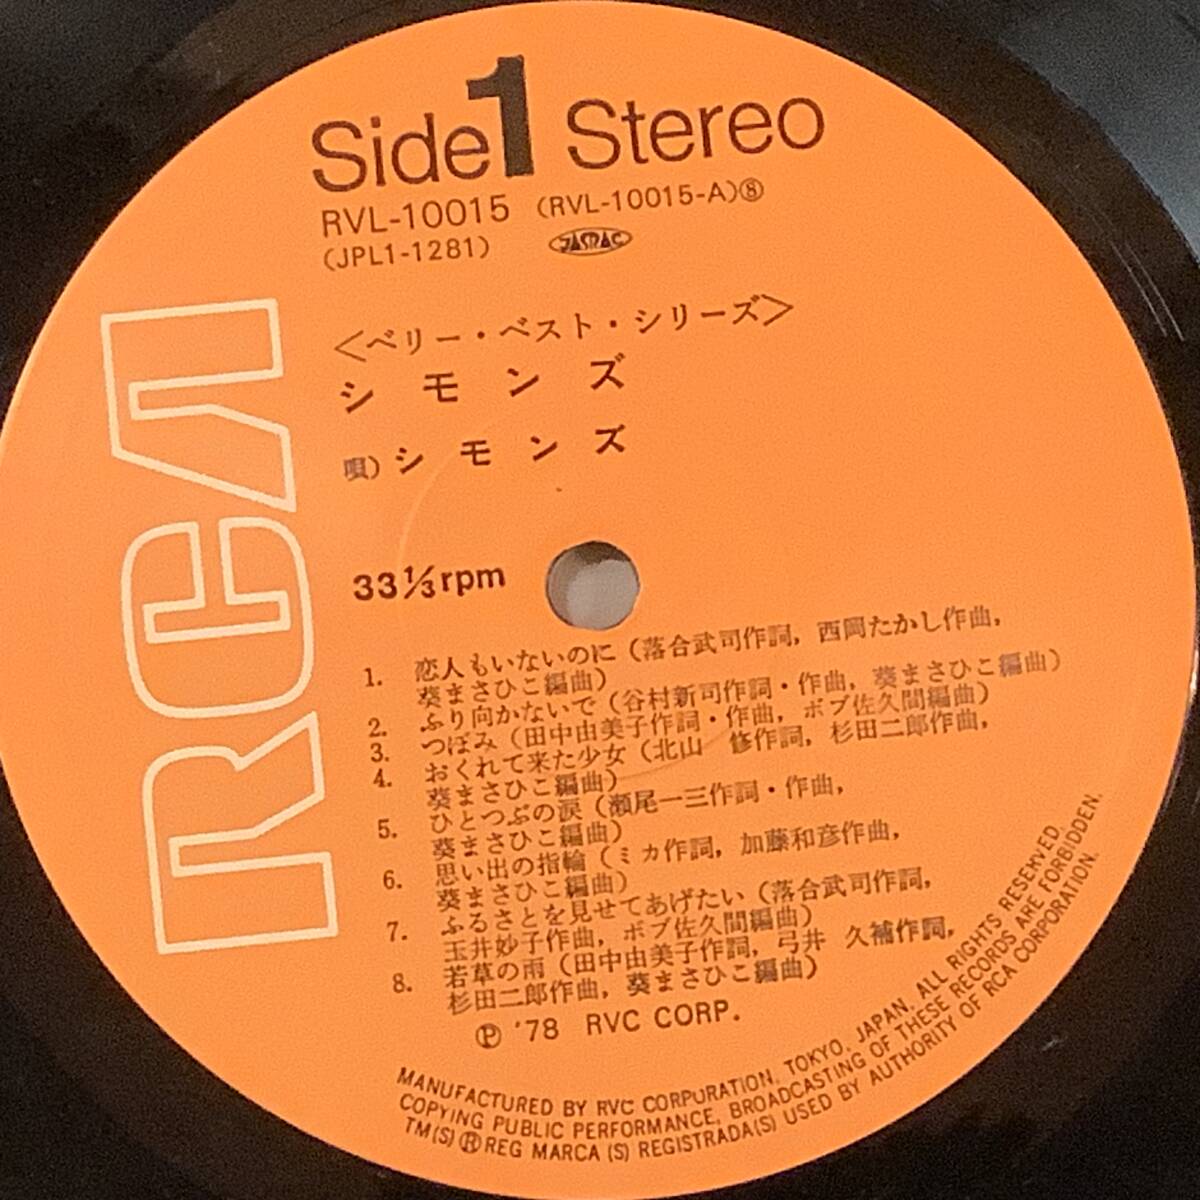 Side 1 Stereo
RVL-10015 (RVL-10015-A)⑧
(JPL1-1281) JASRAC
<ベリー・ベスト・シリーズ>
シモンズ
唄)シモンズ
RCA
33⅓rpm
1. 恋人もいないのに(落合武司作詞, 西岡たかし作曲,
葵まさひこ編曲)
2. ふり向かないで(谷村新司作詞・作曲, 葵まさひこ編曲)
3. つぼみ(田中由美子作詞・作曲, ボブ佐久間編曲)
4. おくれて来た少女(北山 修作詞, 杉田二郎作曲,
葵まさひこ編曲)
5. ひとつぶの涙(瀬尾一三作詞・作曲,
葵まさひこ編曲)
6. 思い出の指輪(ミカ作詞, 加藤和彦作曲,
葵まさひこ編曲)
7. ふるさとを見せてあげたい(落合武司作詞,
玉井妙子作曲, ボブ佐久間編曲)
8. 若草の雨(田中由美子作詞, 弓井 久補作詞,
杉田二郎作曲, 葵まさひこ編曲)
Ⓟ '78 RVC CORP.
MANUFACTURED BY RVC CORPORATION, TOKYO, JAPAN, ALL RIGHTS RESERVED
COPYING PUBLIC PERFORMANCE, BROADCASTING OF THESE RECORDS ARE FORBIDDEN.
TM(S) ® REG MARCA (S) REGISTRADA(S) USED BY AUTHORITY OF RCA CORPORATION.